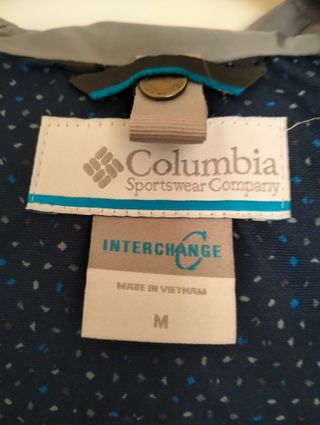 Columbia
Sportswear Company
INTERCHANGE
MADE IN VIETNAM
M